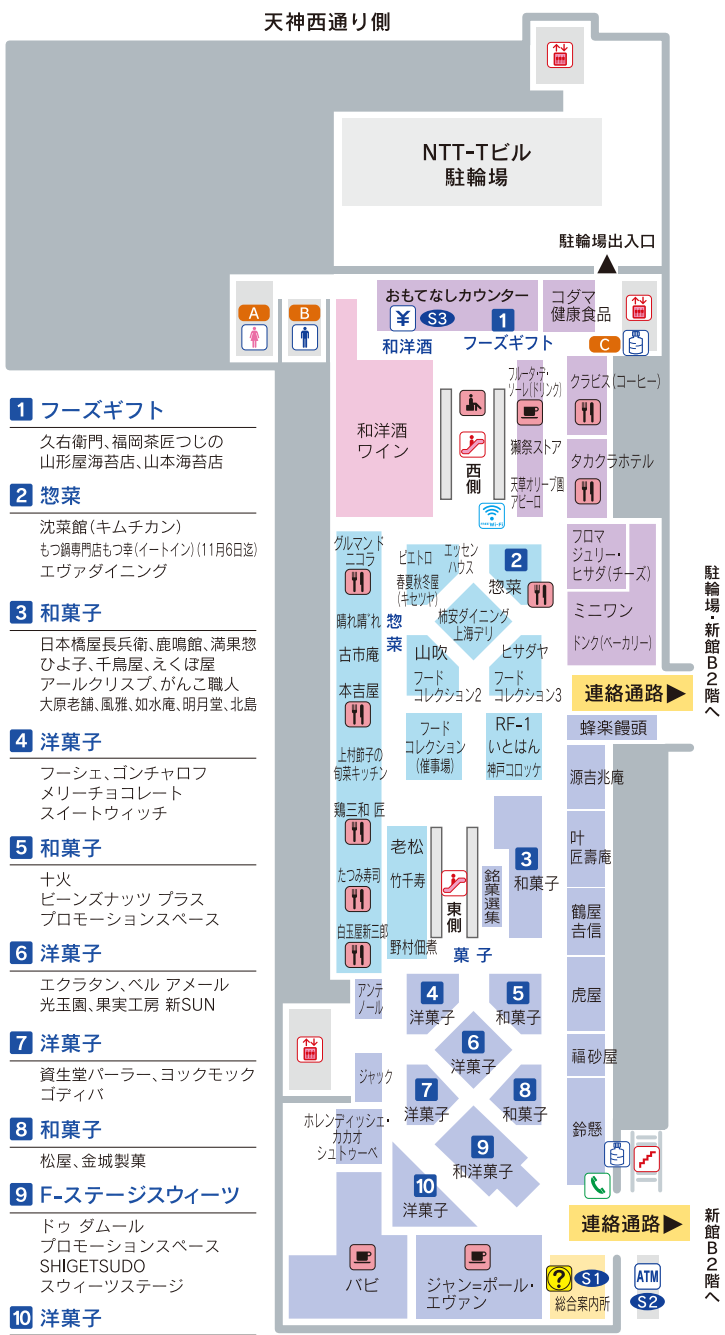 天神西通り側
NTT-Tビル
駐輪場
駐輪場出入口
A
B
おもてなしカウンター
¥ S3
1
和洋酒
フーズギフト
コダマ
健康食品
C
フルータ・デ・
ソーレ(ドリンク)
クラビス(コーヒー)
和洋酒
ワイン
西側
獺祭ストア
タカクラホテル
天草オリーブ園
アビーロ
Wi-Fi
1 フーズギフト
久右衛門、福岡茶匠つじの
山形屋海苔店、山本海苔店
2 惣菜
沈菜館(キムチカン)
もつ鍋専門店もつ幸(イートイン)(11月6日迄)
エヴァダイニング
3 和菓子
日本橋屋長兵衛、鹿鳴館、満果惣
ひよ子、千鳥屋、えくぼ屋
アールクリスプ、がんこ職人
大原老舗、風雅、如水庵、明月堂、北島
4 洋菓子
フーシェ、ゴンチャロフ
メリーチョコレート
スイートウィッチ
5 和菓子
十火
ビーンズナッツ プラス
プロモーションスペース
6 洋菓子
エクラタン、ベル アメール
光玉園、果実工房 新SUN
7 洋菓子
資生堂パーラー、ヨックモック
ゴディバ
8 和菓子
松屋、金城製菓
9 F-ステージスウィーツ
ドゥ ダムール
プロモーションスペース
SHIGETSUDO
スウィーツステージ
10 洋菓子
グルマンド
ニコラ
ピエトロ
エッセン
ハウス
2
惣菜
春夏秋冬屋
(キセツヤ)
フロマ
ジュリー・
ヒサダ(チーズ)
晴れ晴゛れ
惣菜
柿安ダイニング
上海デリ
ミニワン
ドンク(ベーカリー)
古市庵
山吹
ヒサダヤ
本吉屋
フード
コレクション2
フード
コレクション3
連絡通路▶
駐輪場・新館B2階へ
上村節子の
旬菜キッチン
フード
コレクション
(催事場)
RF-1
いとはん
神戸コロッケ
蜂楽饅頭
源吉兆庵
鶏三和 匠
老松
竹千寿
東側
銘菓選集
3
和菓子
叶
匠壽庵
たつみ寿司
鶴屋
𠮷信
白玉屋新三郎
野村佃煮
菓子
アンテ
ノール
4
洋菓子
5
和菓子
虎屋
6
洋菓子
福砂屋
ジャック
7
洋菓子
8
和菓子
鈴懸
ホレンディッシェ・
カカオ
シュトゥーベ
9
和洋菓子
10
洋菓子
連絡通路▶
新館B2階へ
バビ
ジャン=ポール・
エヴァン
? S1
総合案内所
ATM
S2